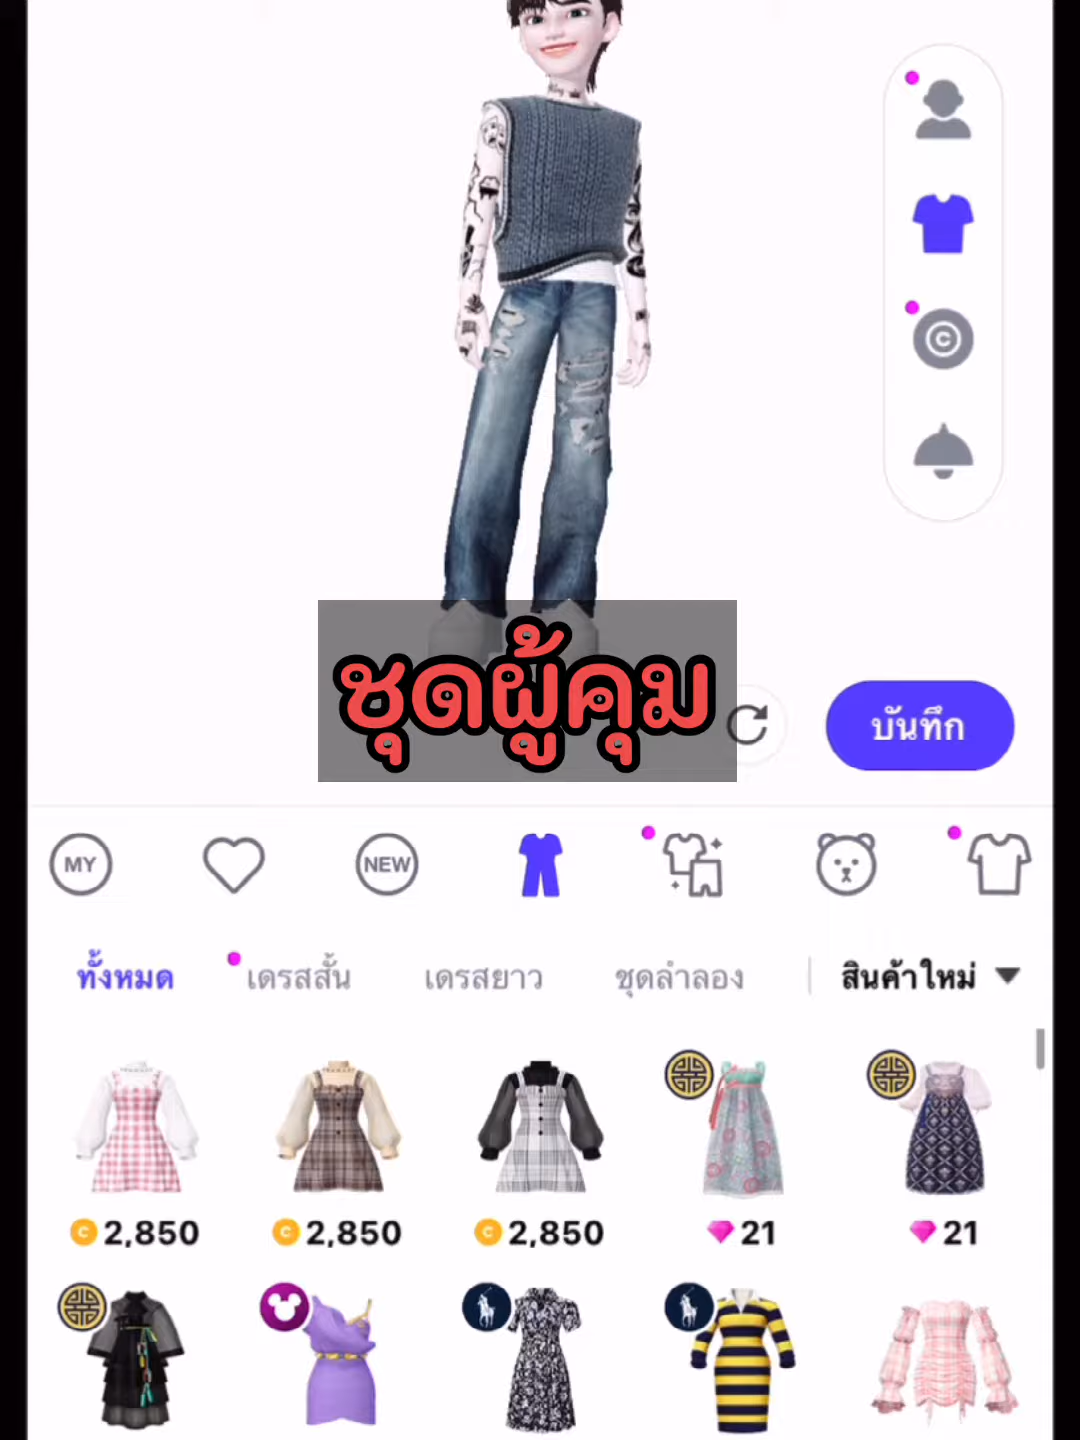 ชุดผู้คุม
บันทึก
MY
NEW
ทั้งหมด เดรสสั้น เดรสยาว ชุดลำลอง สินค้าใหม่
2,850 2,850 2,850 21 21